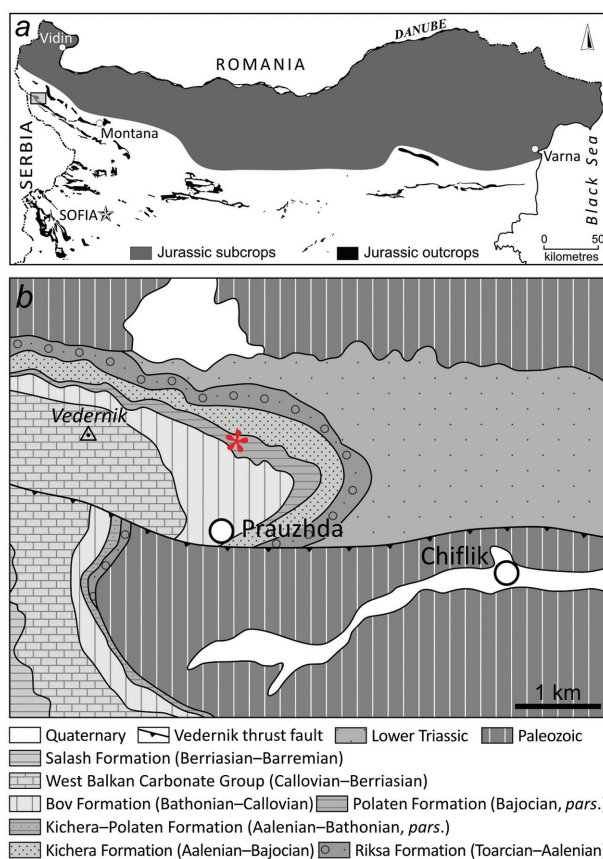 a
Vidin
ROMANIA
DANUBE
Montana
SERBIA
Varna
Black Sea
SOFIA
0 50
kilometres
Jurassic subcrops Jurassic outcrops
b
Vedernik
Prauzhda
Chiflik
1 km
Quaternary Vedernik thrust fault Lower Triassic Paleozoic
Salash Formation (Berriasian–Barremian)
West Balkan Carbonate Group (Callovian–Berriasian)
Bov Formation (Bathonian–Callovian) Polaten Formation (Bajocian, pars.)
Kichera–Polaten Formation (Aalenian–Bathonian, pars.)
Kichera Formation (Aalenian–Bajocian) Riksa Formation (Toarcian–Aalenian